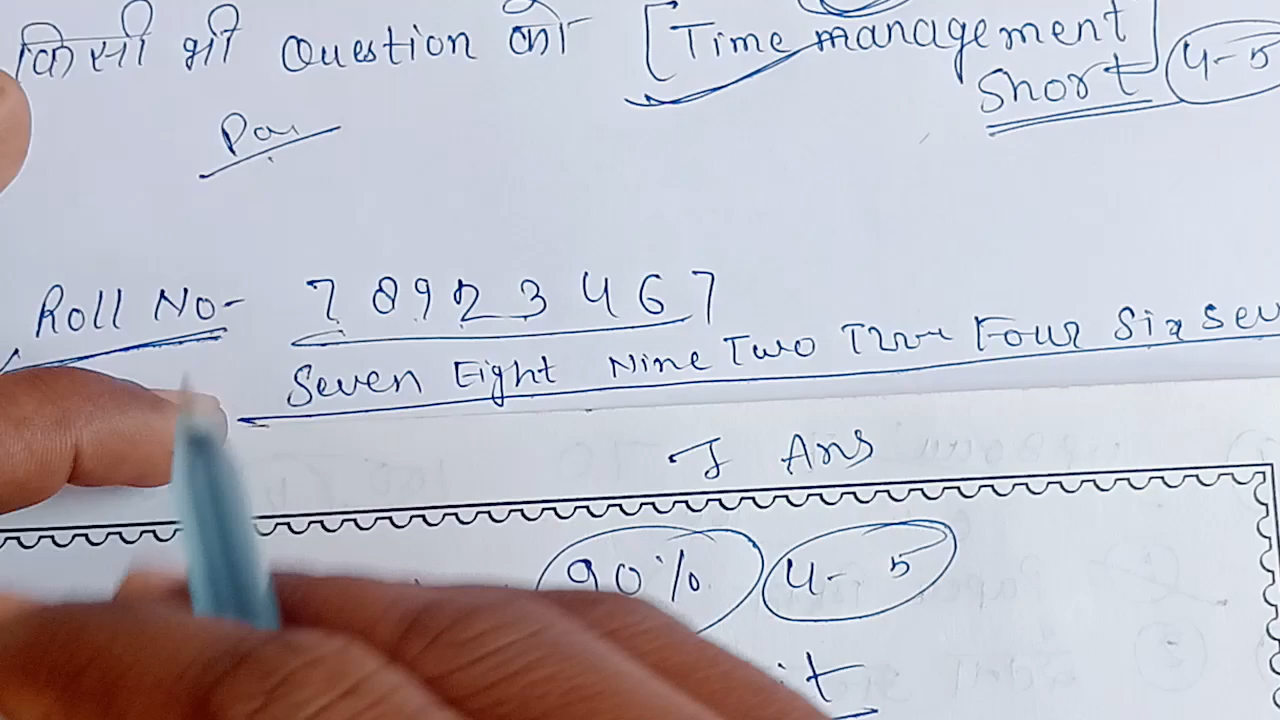 किसी भी Question को [Time management]
Short 4-5
Roll No- 7 8 9 2 3 4 6 7
Seven Eight Nine Two Four Six
Ans
90% 4-5